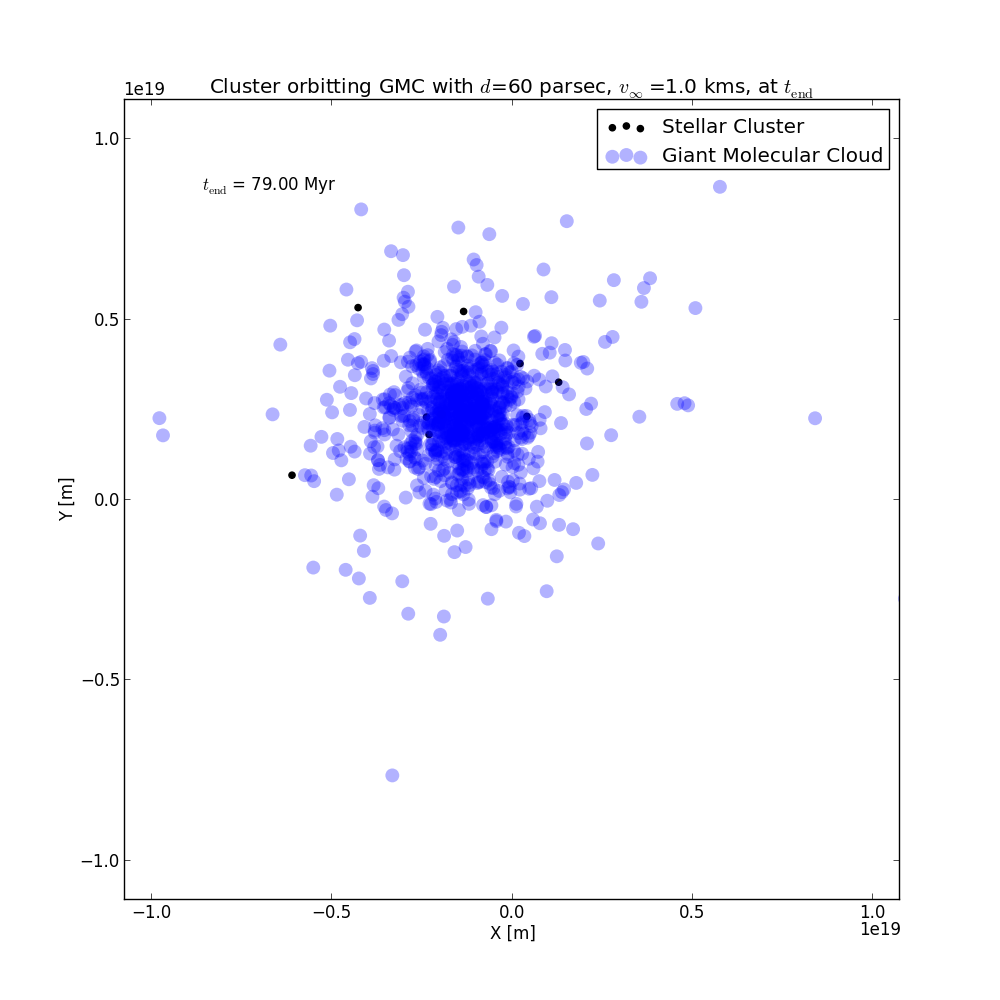 Cluster orbitting GMC with d=60 parsec, v∞ =1.0 kms, at t_end
1e19
Stellar Cluster
Giant Molecular Cloud
t_end = 79.00 Myr
1.0
0.5
0.0
−0.5
−1.0
Y [m]
−1.0 −0.5 0.0 0.5 1.0
1e19
X [m]